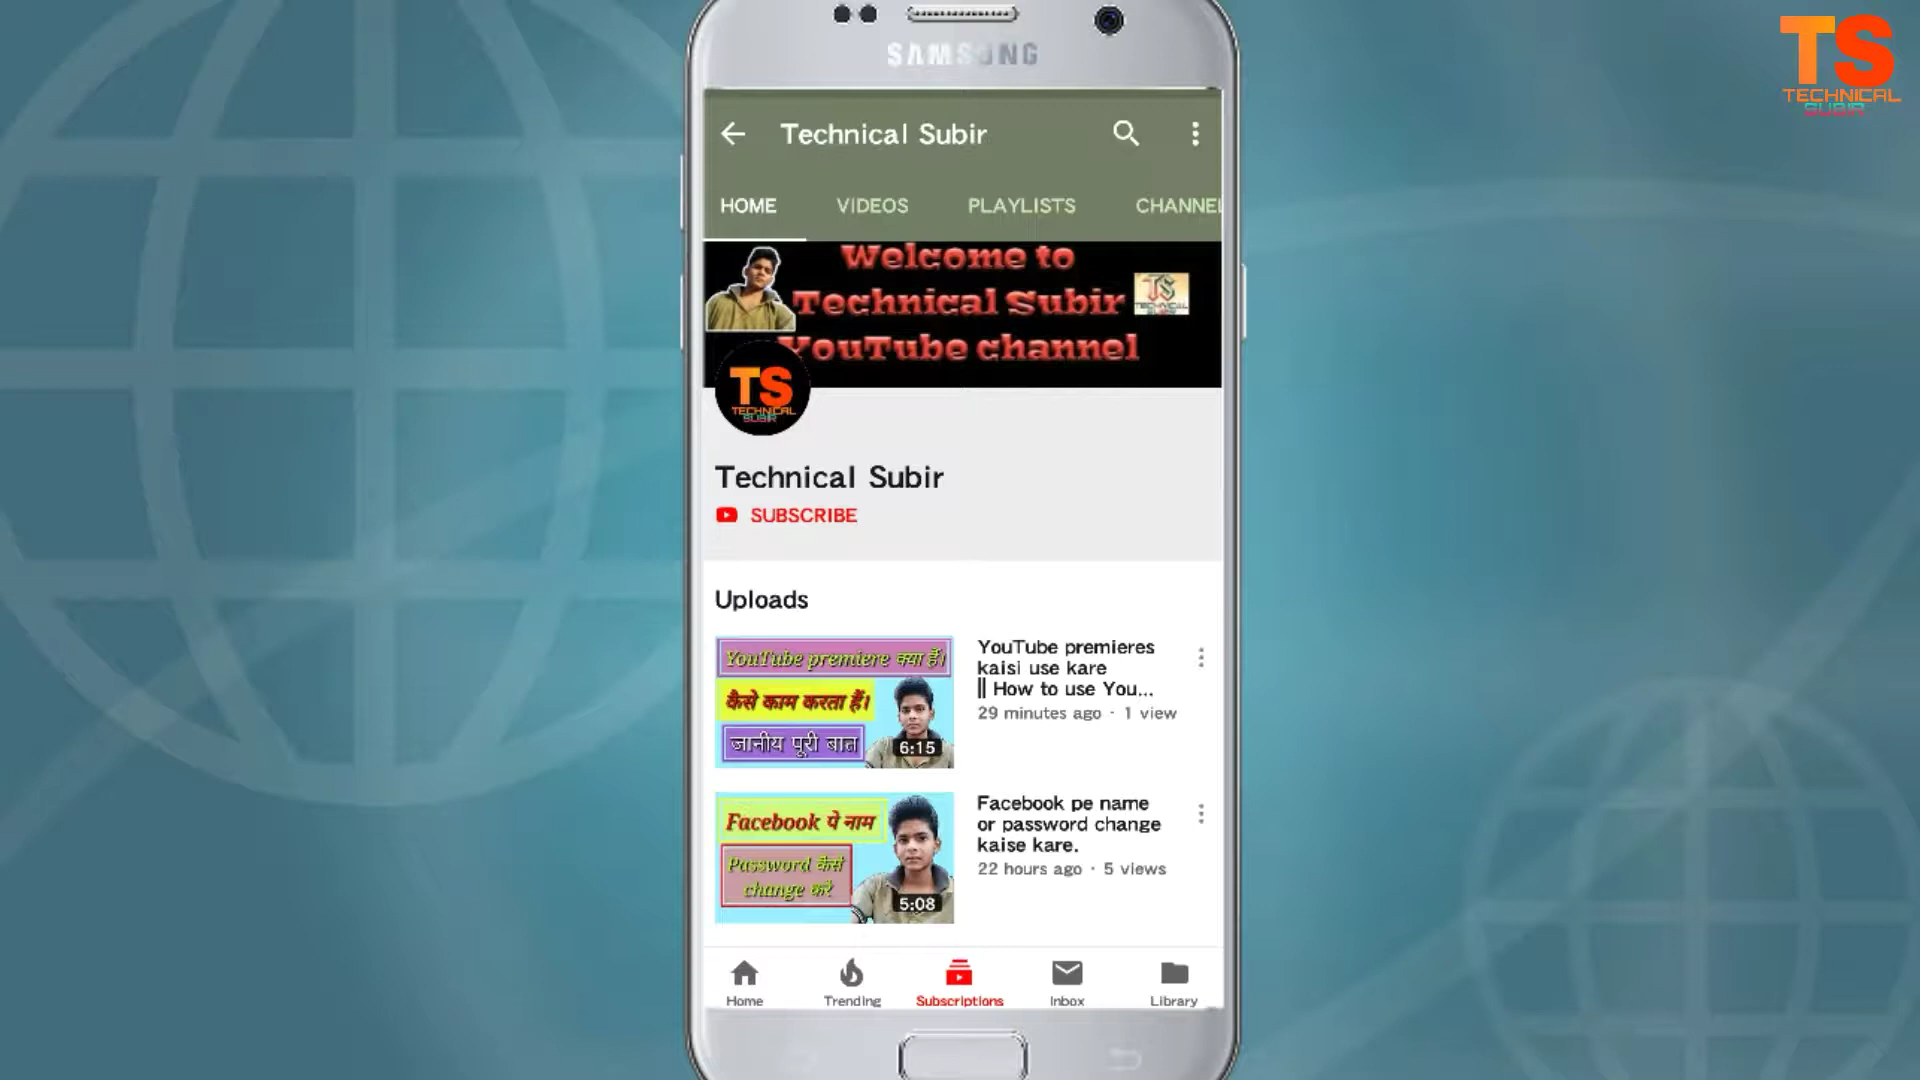 TS
TECHNICAL
SUBIR
SAMSUNG
Technical Subir
HOME VIDEOS PLAYLISTS CHANNEL
Welcome to
Technical Subir
YouTube channel
TS
TECHNICAL
SUBIR
TS
TECHNICAL
SUBIR
Technical Subir
SUBSCRIBE
Uploads
YouTube premiere क्या हैं।
कैसे काम करता हैं।
जानीय पूरी बात
6:15
YouTube premieres
kaisi use kare
|| How to use You...
29 minutes ago · 1 view
Facebook पे नाम
Password कैसे
change करे
5:08
Facebook pe name
or password change
kaise kare.
22 hours ago · 5 views
Home Trending Subscriptions Inbox Library